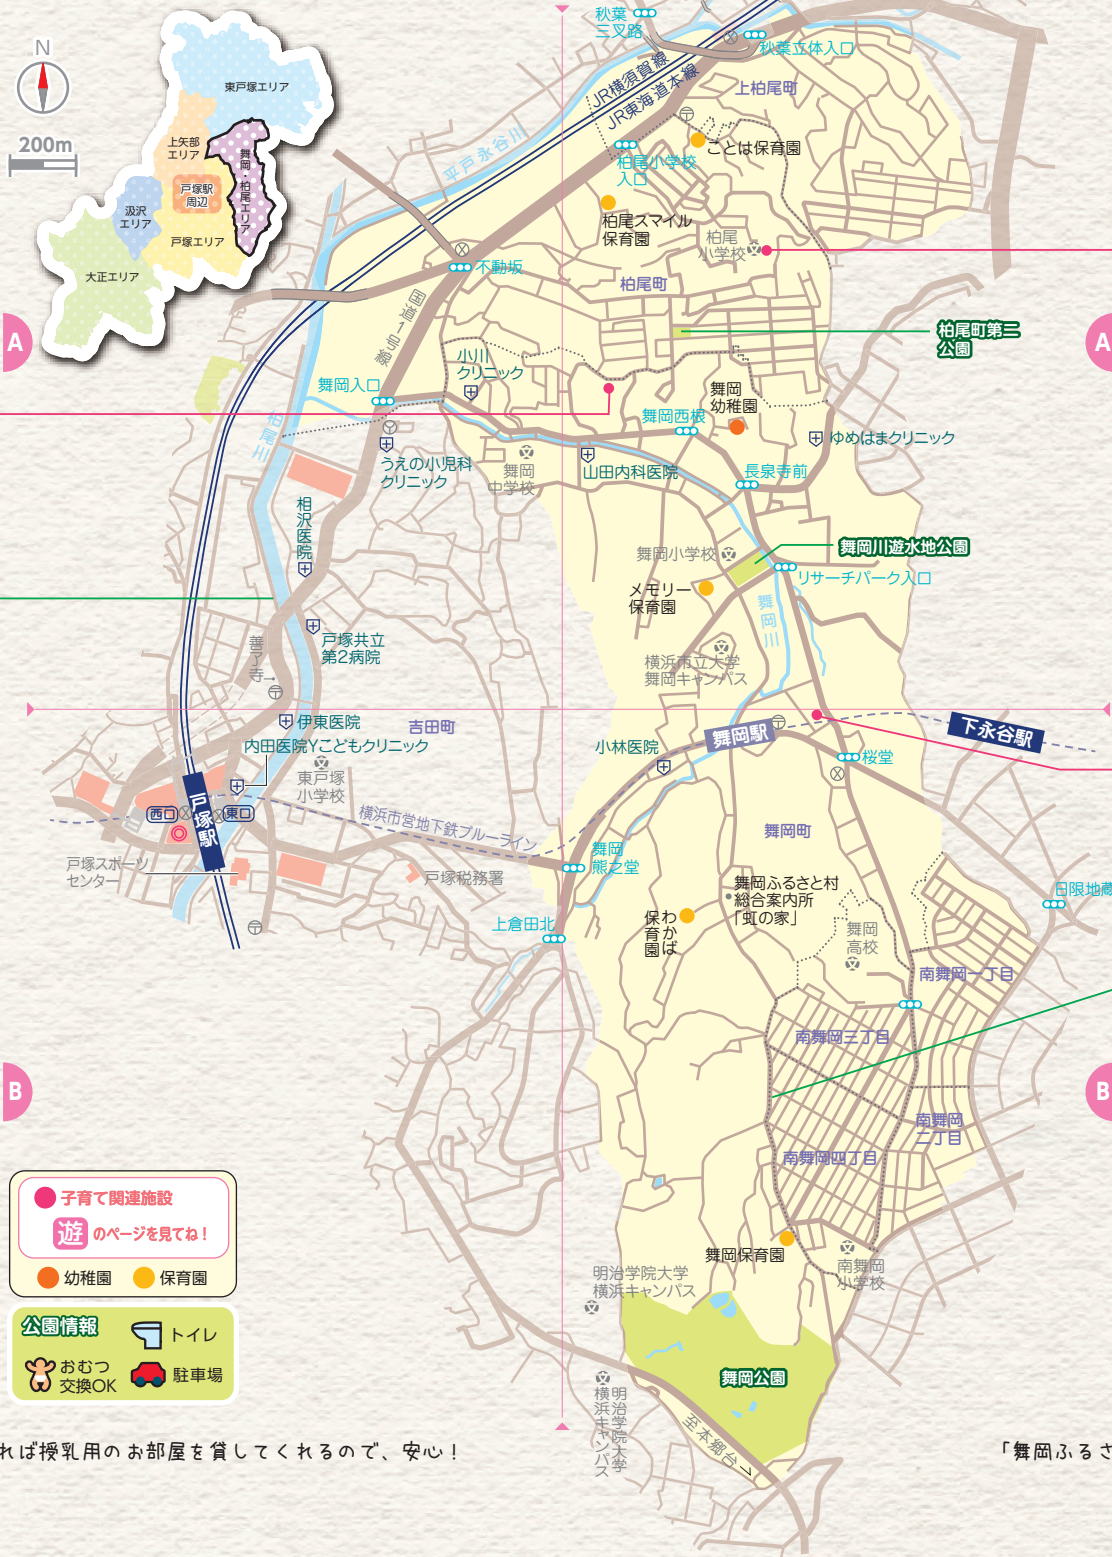 N
200m
東戸塚エリア
上矢部
エリア
舞岡・柏尾エリア
戸塚駅
周辺
汲沢
エリア
戸塚エリア
大正エリア
秋葉
三叉路
秋葉立体入口
JR横須賀線
JR東海道本線
上柏尾町
平戸永谷川
ことは保育園
柏尾小学校
入口
柏尾スマイル
保育園
柏尾
小学校
不動坂
柏尾町
国道1号線
A
A
柏尾町第二
公園
小川
クリニック
舞岡入口
舞岡
幼稚園
舞岡西根
柏尾川
ゆめはまクリニック
うえの小児科
クリニック
舞岡
中学校
山田内科医院
長泉寺前
相沢医院
舞岡小学校
舞岡川遊水地公園
リサーチパーク入口
メモリー
保育園
舞岡川
戸塚共立
第2病院
善了寺
横浜市立大学
舞岡キャンパス
伊東医院
吉田町
内田医院Yこどもクリニック
舞岡駅
下永谷駅
小林医院
東戸塚
小学校
桜堂
西口
戸塚駅
東口
横浜市営地下鉄ブルーライン
舞岡町
戸塚スポーツ
センター
戸塚税務署
舞岡
熊之堂
舞岡ふるさと村
総合案内所
「虹の家」
日限地蔵
わかば
保育園
上倉田北
舞岡
高校
南舞岡一丁目
南舞岡三丁目
B
B
南舞岡
二丁目
南舞岡四丁目
子育て関連施設
遊 のページを見てね！
幼稚園 保育園
舞岡保育園
南舞岡
小学校
明治学院大学
横浜キャンパス
公園情報
トイレ
おむつ
交換OK
駐車場
舞岡公園
明治学院大学
横浜キャンパス
至本郷台
れば授乳用のお部屋を貸してくれるので、安心！
「舞岡ふるさ